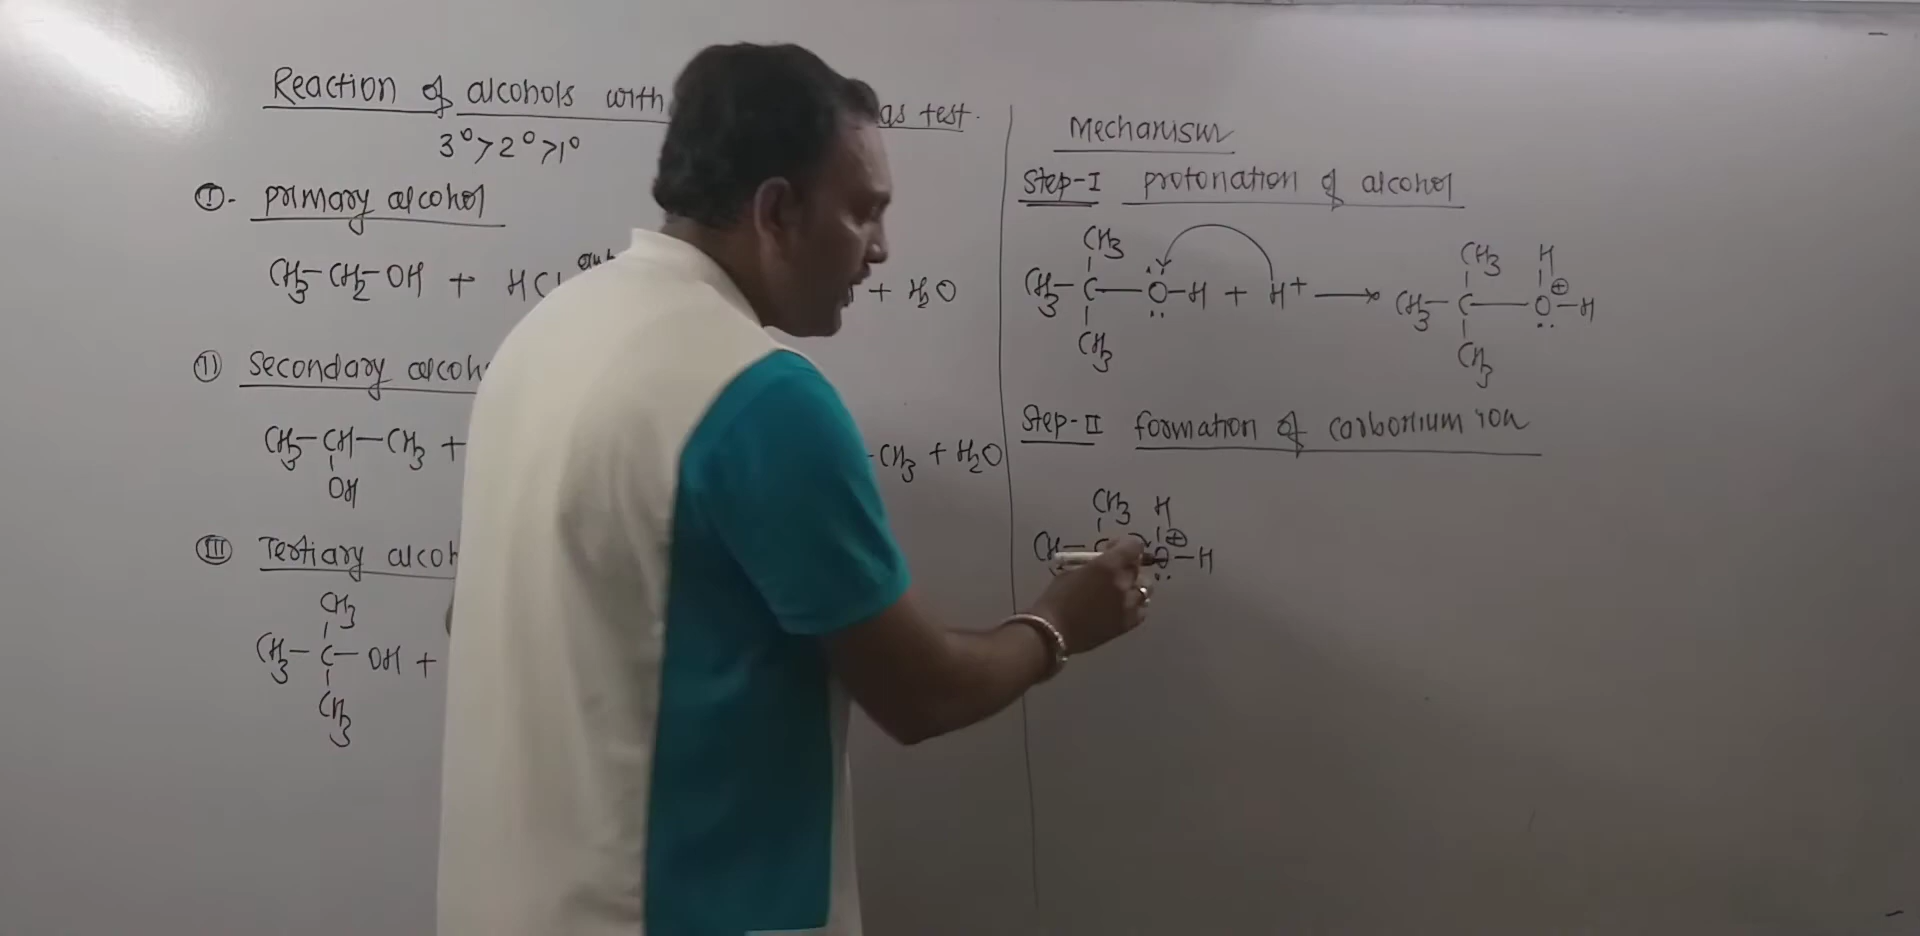 Reaction of alcohols with as test.
3° > 2° > 1°
I. primary alcohol
CH3-CH2-OH + HCl + H2O
II Secondary alcoho
CH3-CH-CH3 +
OH
-CH3 + H2O
III Tertiary alcoh
CH3
CH3-C-OH +
CH3
Mechanism
Step-I protonation of alcohol
CH3
CH3-C-O-H + H+ →
CH3
CH3 H
CH3-C-O⊕-H
CH3
Step-II formation of carbonium ion
CH3 H
O⊕-H